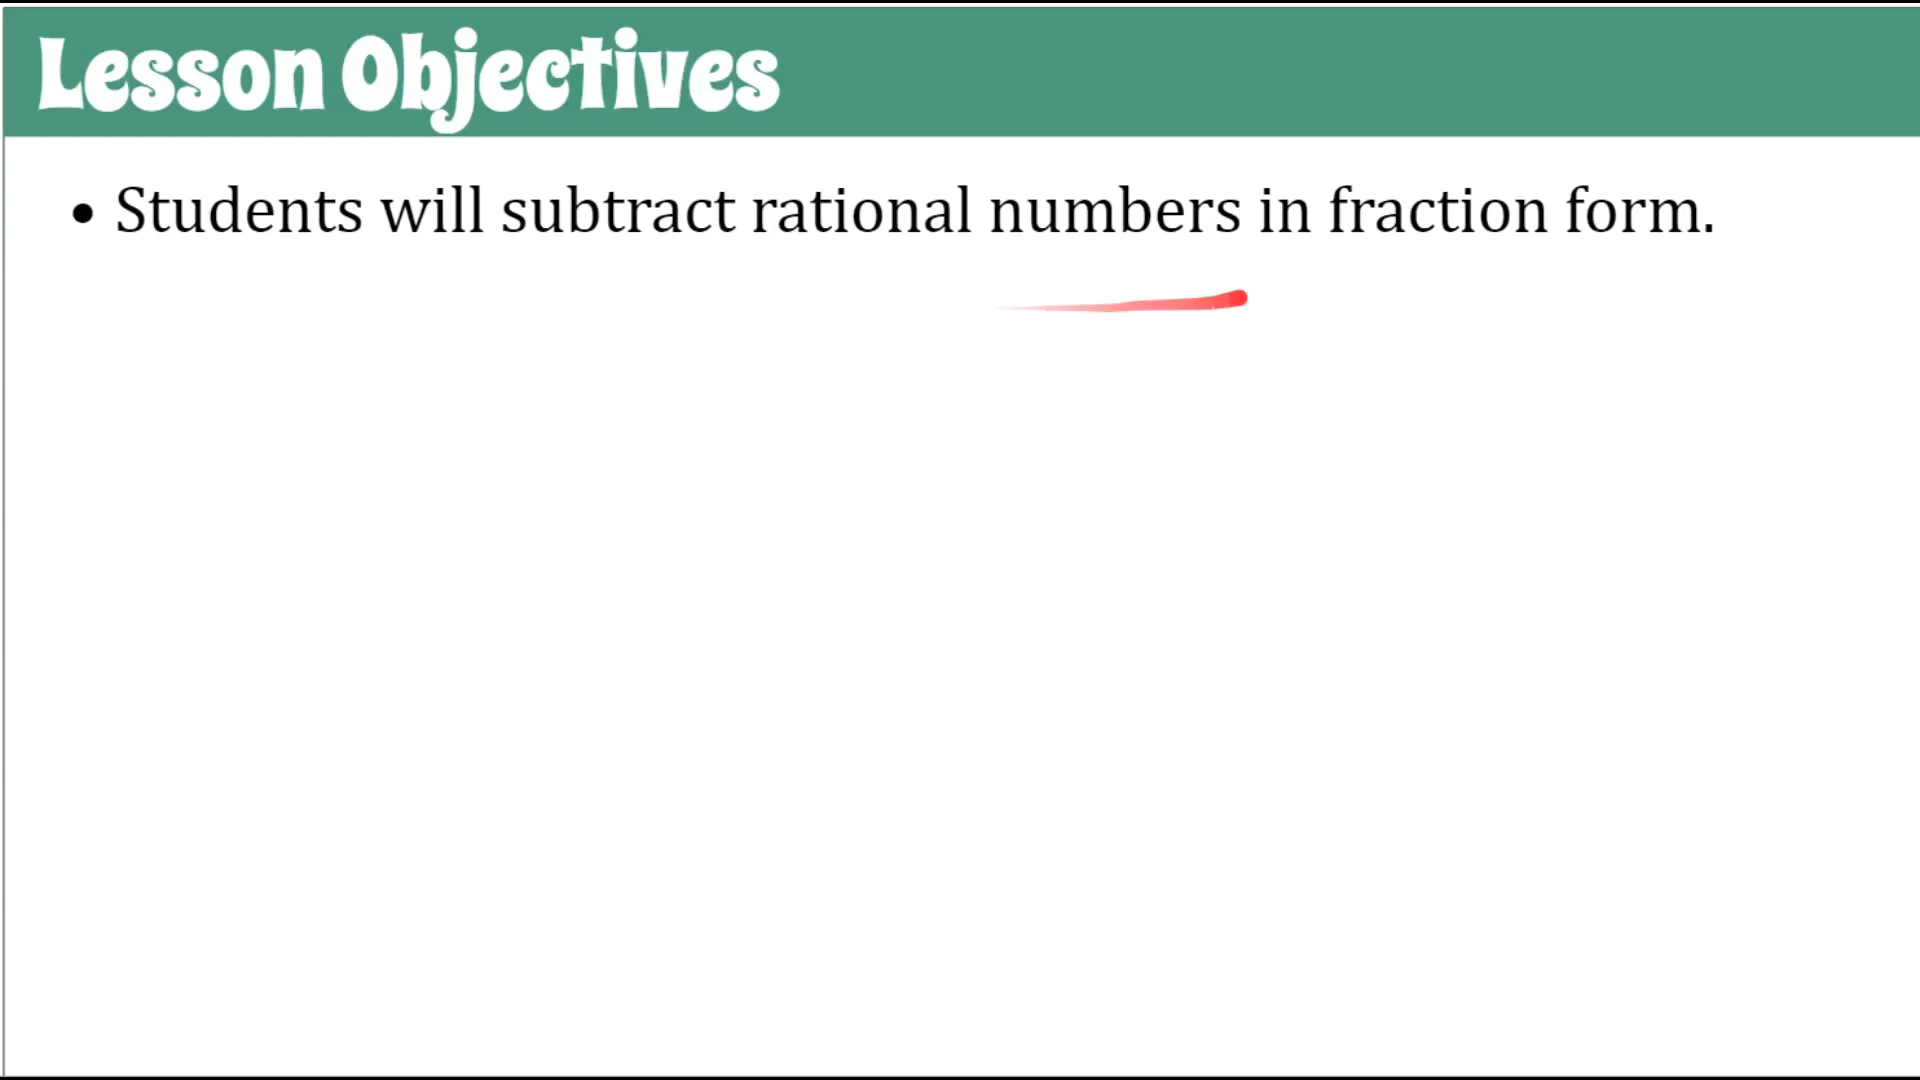 Lesson Objectives
• Students will subtract rational numbers in fraction form.